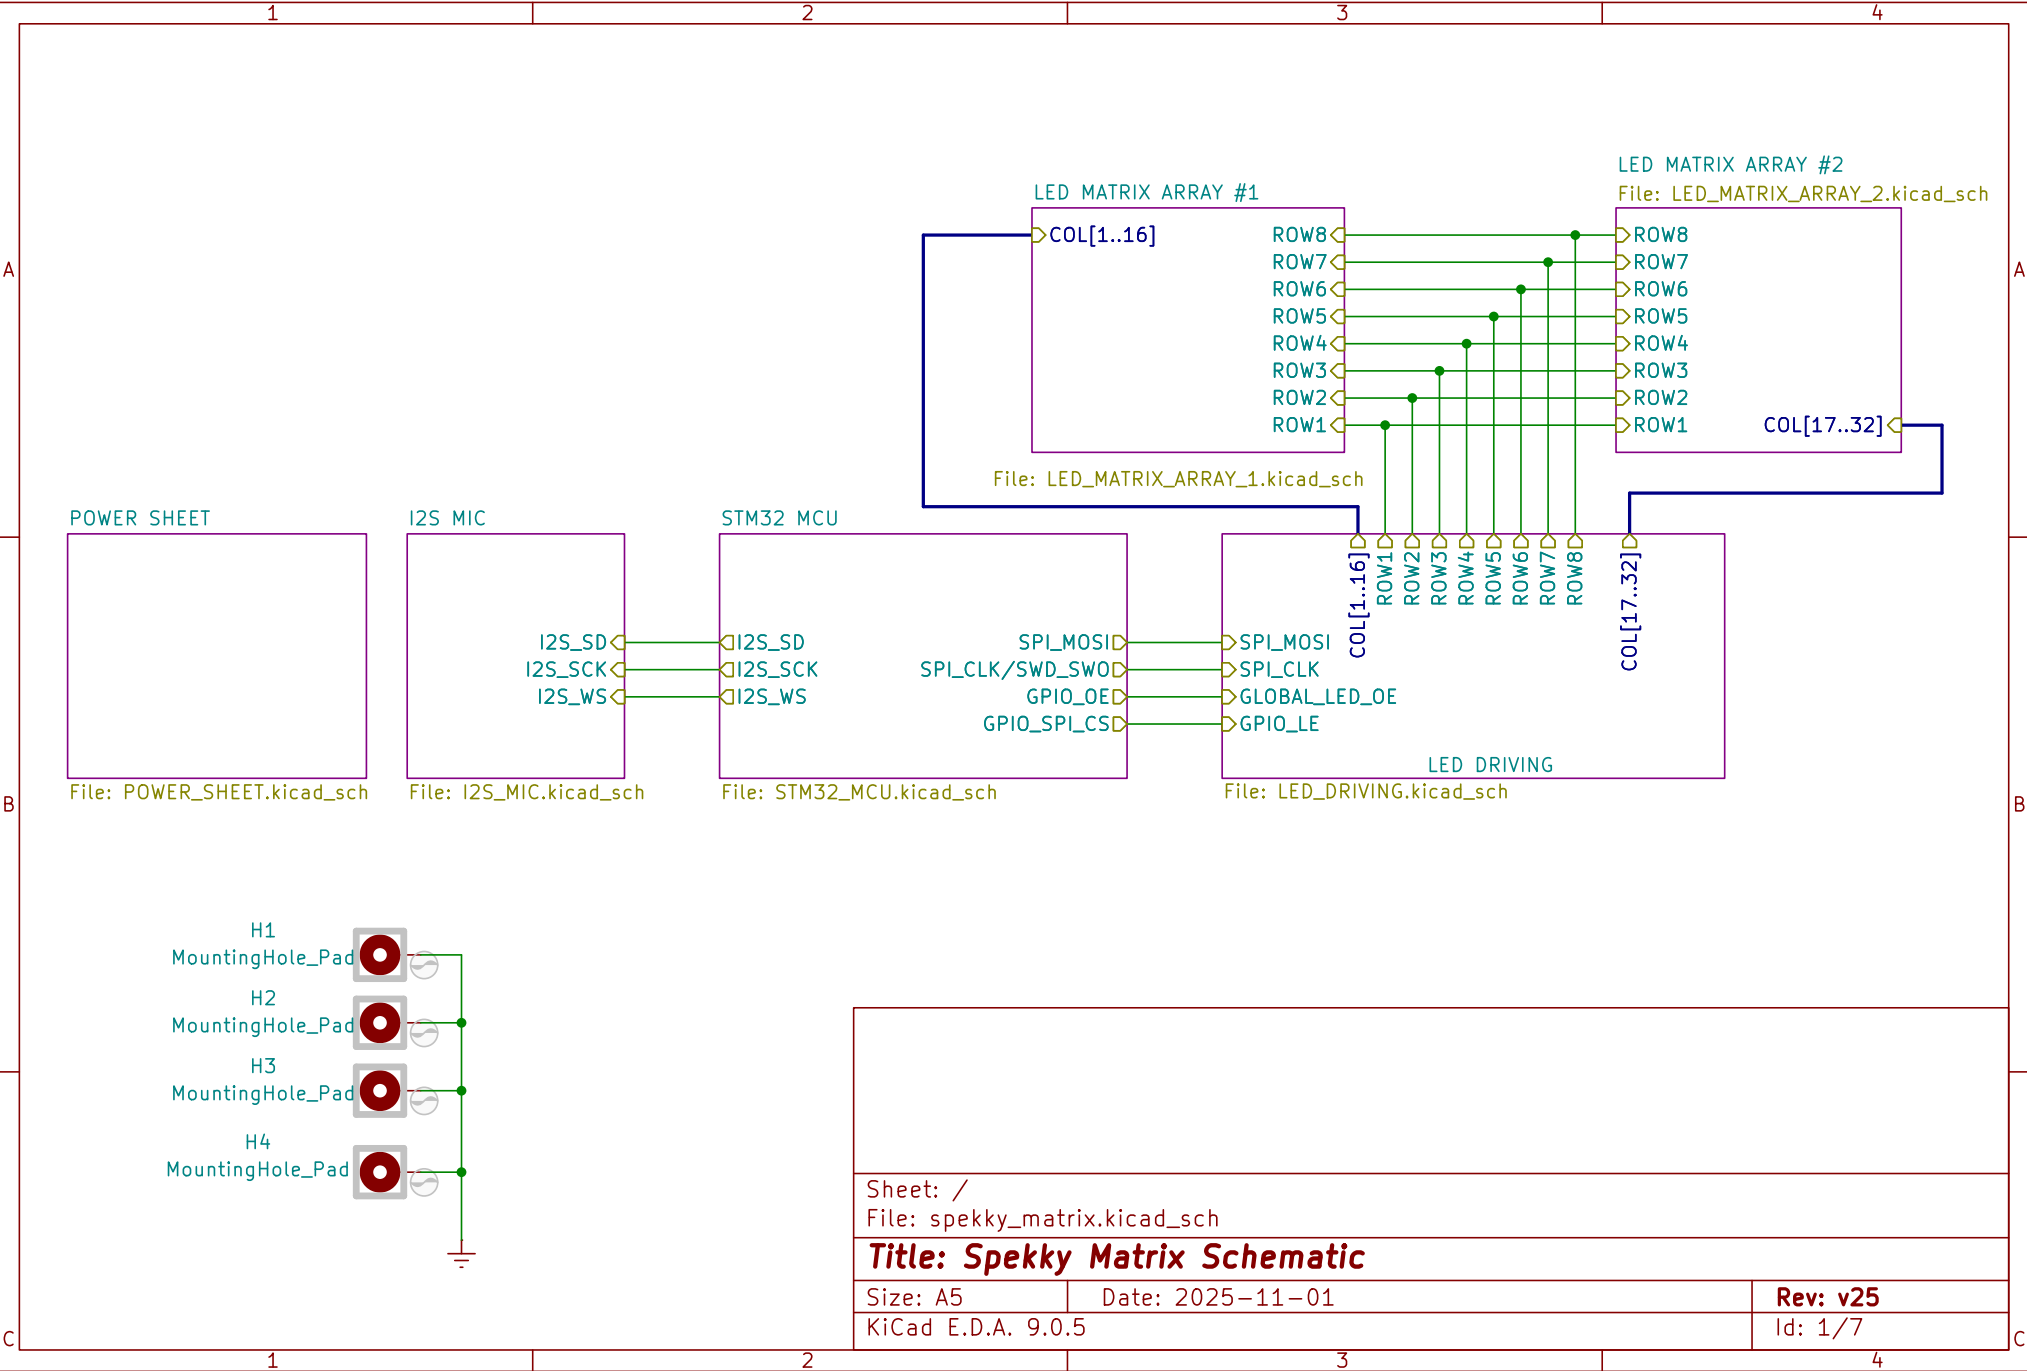 1 2 3 4
LED MATRIX ARRAY #2
LED MATRIX ARRAY #1
File: LED_MATRIX_ARRAY_2.kicad_sch
COL[1..16] ROW8 ROW8
ROW7 ROW7
A A
ROW6 ROW6
ROW5 ROW5
ROW4 ROW4
ROW3 ROW3
ROW2 ROW2
ROW1 ROW1 COL[17..32]
File: LED_MATRIX_ARRAY_1.kicad_sch
POWER SHEET I2S MIC STM32 MCU
COL[1..16] ROW1 ROW2 ROW3 ROW4 ROW5 ROW6 ROW7 ROW8 COL[17..32]
I2S_SD I2S_SD SPI_MOSI SPI_MOSI
I2S_SCK I2S_SCK SPI_CLK/SWD_SWO SPI_CLK
I2S_WS I2S_WS GPIO_OE GLOBAL_LED_OE
GPIO_SPI_CS GPIO_LE
LED DRIVING
File: POWER_SHEET.kicad_sch File: I2S_MIC.kicad_sch File: STM32_MCU.kicad_sch File: LED_DRIVING.kicad_sch
B B
H1
MountingHole_Pad
H2
MountingHole_Pad
H3
MountingHole_Pad
H4
MountingHole_Pad
Sheet: /
File: spekky_matrix.kicad_sch
Title: Spekky Matrix Schematic
Size: A5 Date: 2025-11-01 Rev: v25
KiCad E.D.A. 9.0.5 Id: 1/7
C C
1 2 3 4